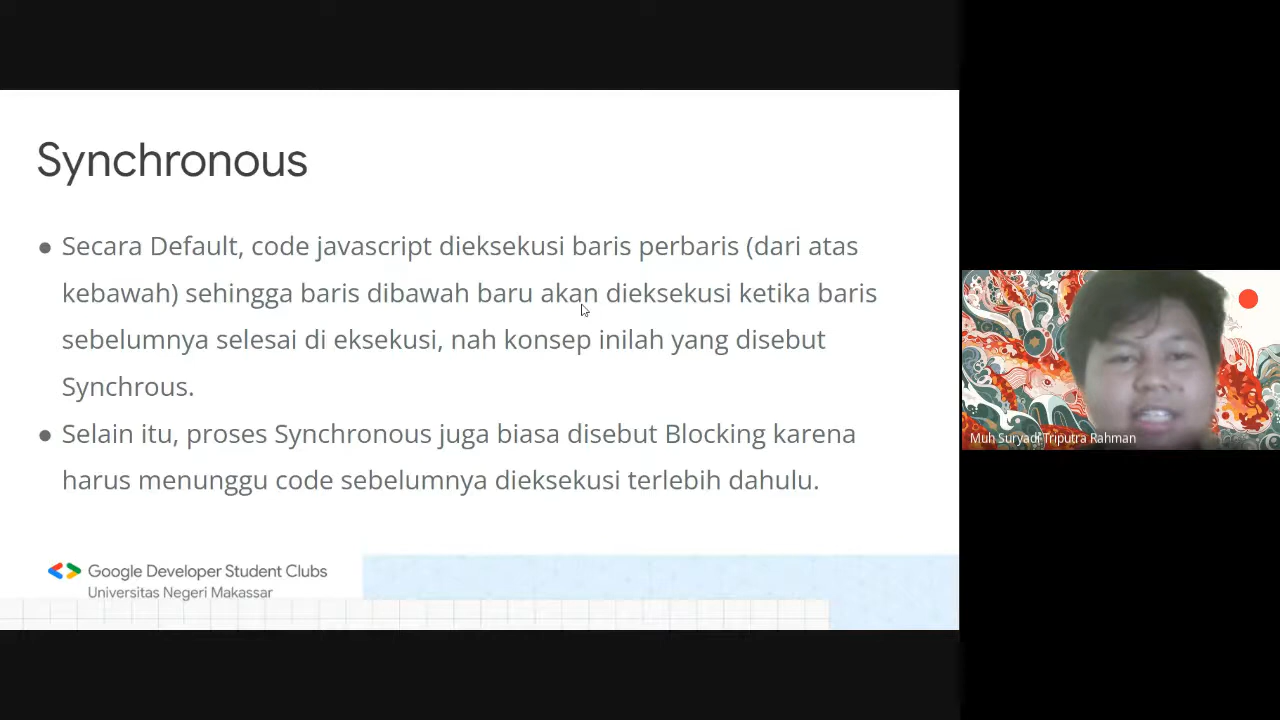 Synchronous
● Secara Default, code javascript dieksekusi baris perbaris (dari atas
kebawah) sehingga baris dibawah baru akan dieksekusi ketika baris
sebelumnya selesai di eksekusi, nah konsep inilah yang disebut
Synchrous.
● Selain itu, proses Synchronous juga biasa disebut Blocking karena
harus menunggu code sebelumnya dieksekusi terlebih dahulu.
Google Developer Student Clubs
Universitas Negeri Makassar
Muh Suryadi Triputra Rahman